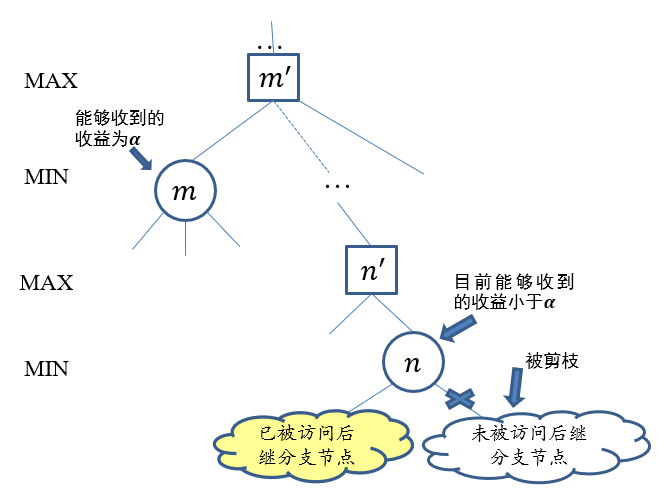 …
MAX
m′
能够收到的
收益为α
MIN
m
…
MAX
n′
目前能够收到
的收益小于α
MIN
n
被剪枝
已被访问后
继分支节点
未被访问后继
分支节点